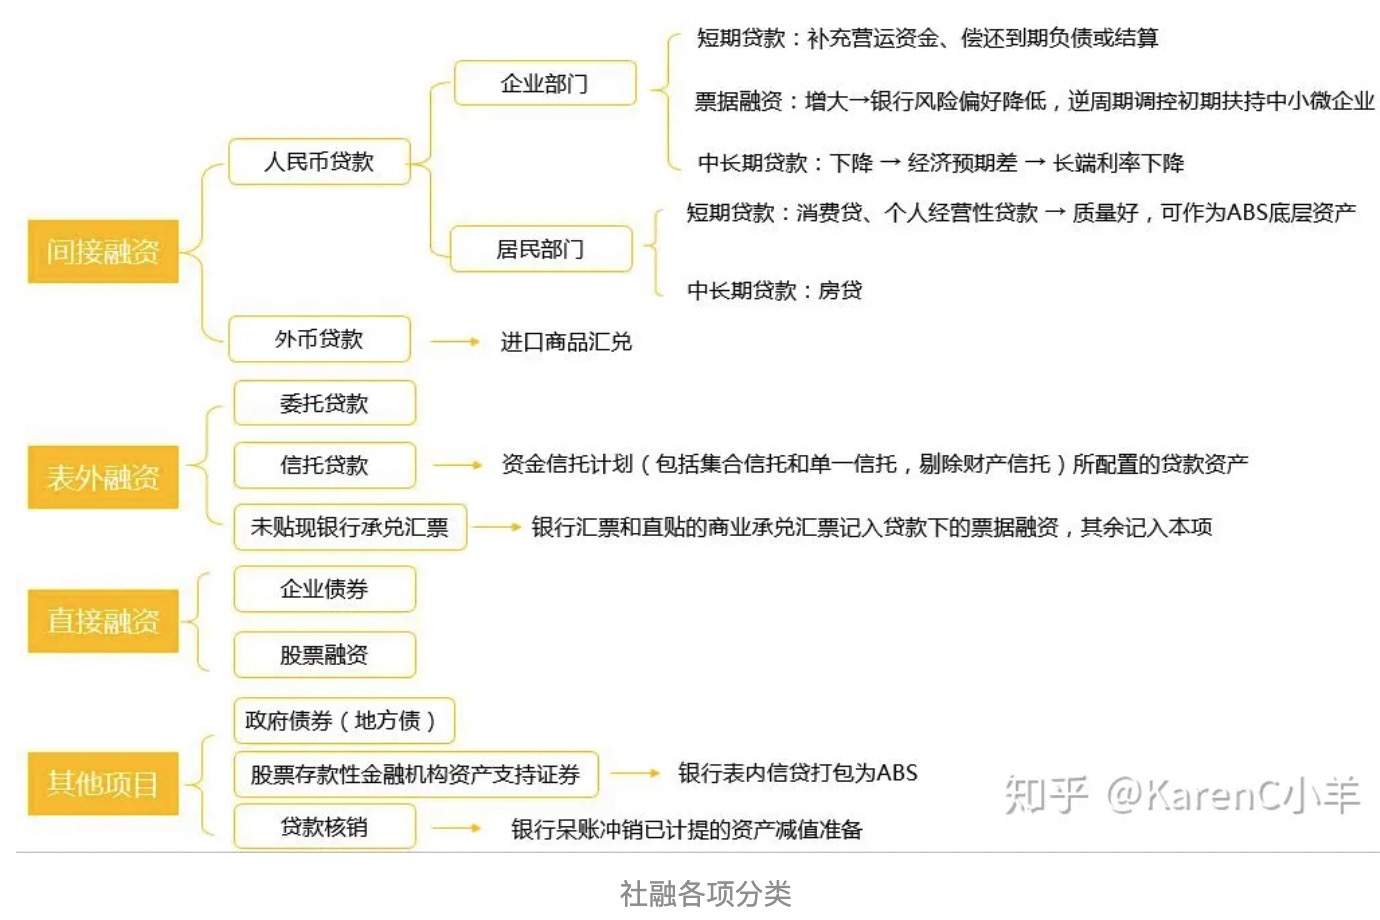 间接融资
人民币贷款
企业部门
短期贷款：补充营运资金、偿还到期负债或结算
票据融资：增大→银行风险偏好降低，逆周期调控初期扶持中小微企业
中长期贷款：下降 → 经济预期差 → 长端利率下降
居民部门
短期贷款：消费贷、个人经营性贷款 → 质量好，可作为ABS底层资产
中长期贷款：房贷
外币贷款
进口商品汇兑
表外融资
委托贷款
信托贷款
资金信托计划（包括集合信托和单一信托，剔除财产信托）所配置的贷款资产
未贴现银行承兑汇票
银行汇票和直贴的商业承兑汇票记入贷款下的票据融资，其余记入本项
直接融资
企业债券
股票融资
其他项目
政府债券（地方债）
股票存款性金融机构资产支持证券
银行表内信贷打包为ABS
贷款核销
银行呆账冲销已计提的资产减值准备
知乎 @KarenC小羊
社融各项分类